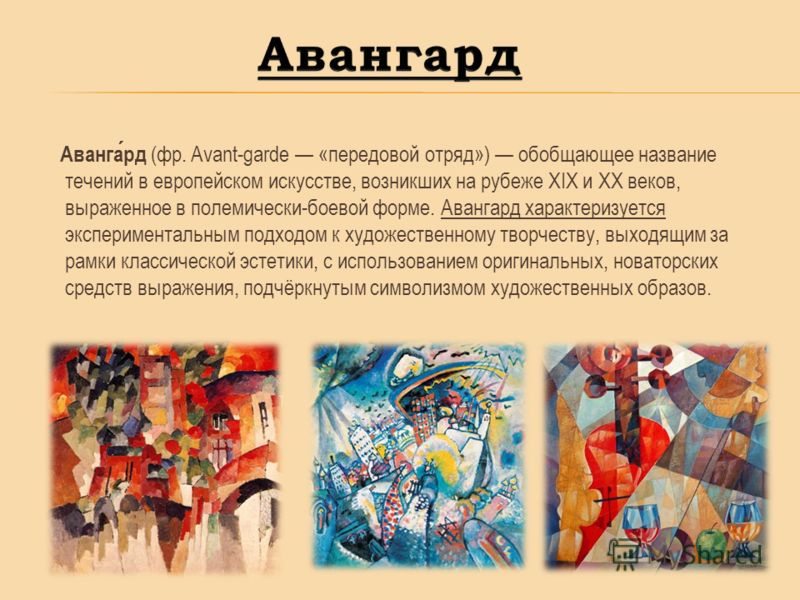 Авангард
Аванга́рд (фр. Avant-garde — «передовой отряд») — обобщающее название
течений в европейском искусстве, возникших на рубеже XIX и XX веков,
выраженное в полемически-боевой форме. Авангард характеризуется
экспериментальным подходом к художественному творчеству, выходящим за
рамки классической эстетики, с использованием оригинальных, новаторских
средств выражения, подчёркнутым символизмом художественных образов.
MyShared